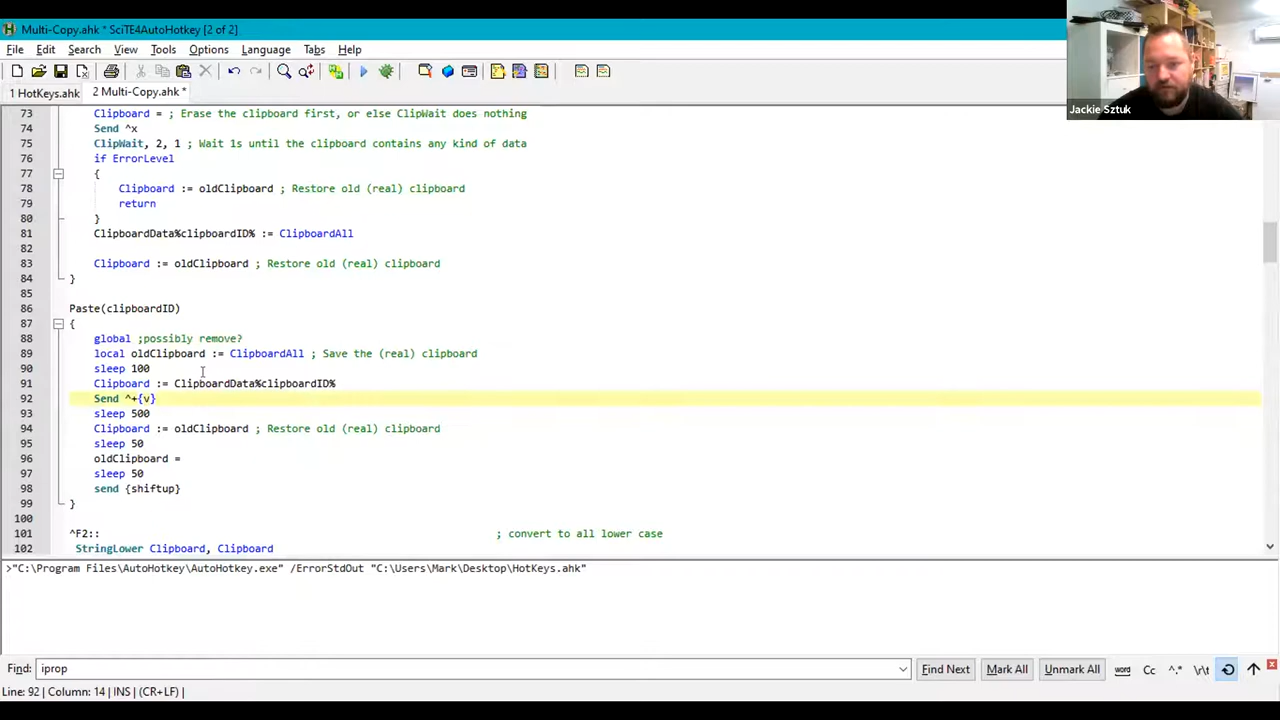 Multi-Copy.ahk * SciTE4AutoHotkey [2 of 2]
File Edit Search View Tools Options Language Tabs Help
1 HotKeys.ahk 2 Multi-Copy.ahk *
Jackie Sztuk
73 Clipboard = ; Erase the clipboard first, or else ClipWait does nothing
74 Send ^x
75 ClipWait, 2, 1 ; Wait 1s until the clipboard contains any kind of data
76 if ErrorLevel
77 {
78 Clipboard := oldClipboard ; Restore old (real) clipboard
79 return
80 }
81 ClipboardData%clipboardID% := ClipboardAll
82
83 Clipboard := oldClipboard ; Restore old (real) clipboard
84 }
85
86 Paste(clipboardID)
87 {
88 global ;possibly remove?
89 local oldClipboard := ClipboardAll ; Save the (real) clipboard
90 sleep 100
91 Clipboard := ClipboardData%clipboardID%
92 Send ^+{v}
93 sleep 500
94 Clipboard := oldClipboard ; Restore old (real) clipboard
95 sleep 50
96 oldClipboard =
97 sleep 50
98 send {shiftup}
99 }
100
101 ^F2:: ; convert to all lower case
102 StringLower Clipboard, Clipboard
>"C:\Program Files\AutoHotkey\AutoHotkey.exe" /ErrorStdOut "C:\Users\Mark\Desktop\HotKeys.ahk"
Find: iprop Find Next Mark All Unmark All word Cc ^.* \r\t
Line: 92 | Column: 14 | INS | (CR+LF) |